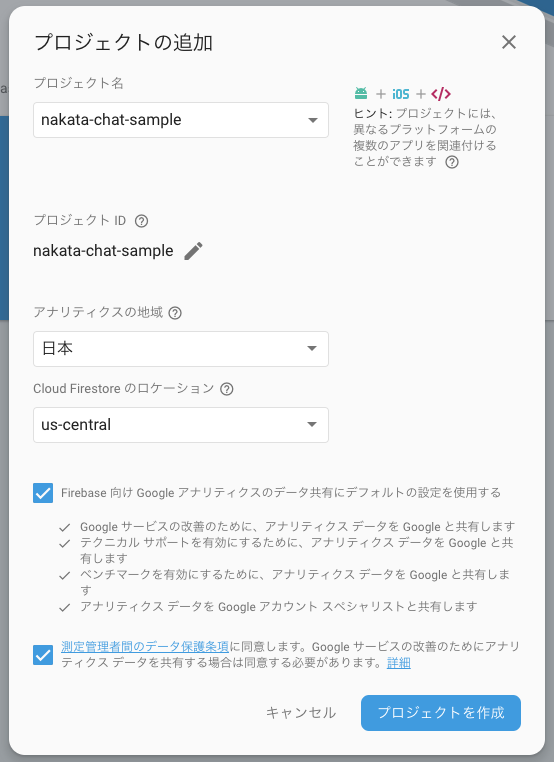 プロジェクトの追加
プロジェクト名
nakata-chat-sample
+ iOS + </>
ヒント: プロジェクトには、
異なるプラットフォームの
複数のアプリを関連付ける
ことができます ?
プロジェクト ID ?
nakata-chat-sample
アナリティクスの地域 ?
日本
Cloud Firestore のロケーション ?
us-central
Firebase 向け Google アナリティクスのデータ共有にデフォルトの設定を使用する
Google サービスの改善のために、アナリティクス データを Google と共有します
テクニカル サポートを有効にするために、アナリティクス データを Google と共
有します
ベンチマークを有効にするために、アナリティクス データを Google と共有しま
す
アナリティクス データを Google アカウント スペシャリストと共有します
測定管理者間のデータ保護条項に同意します。Google サービスの改善のためにアナリ
ティクス データを共有する場合は同意する必要があります。詳細
キャンセル
プロジェクトを作成